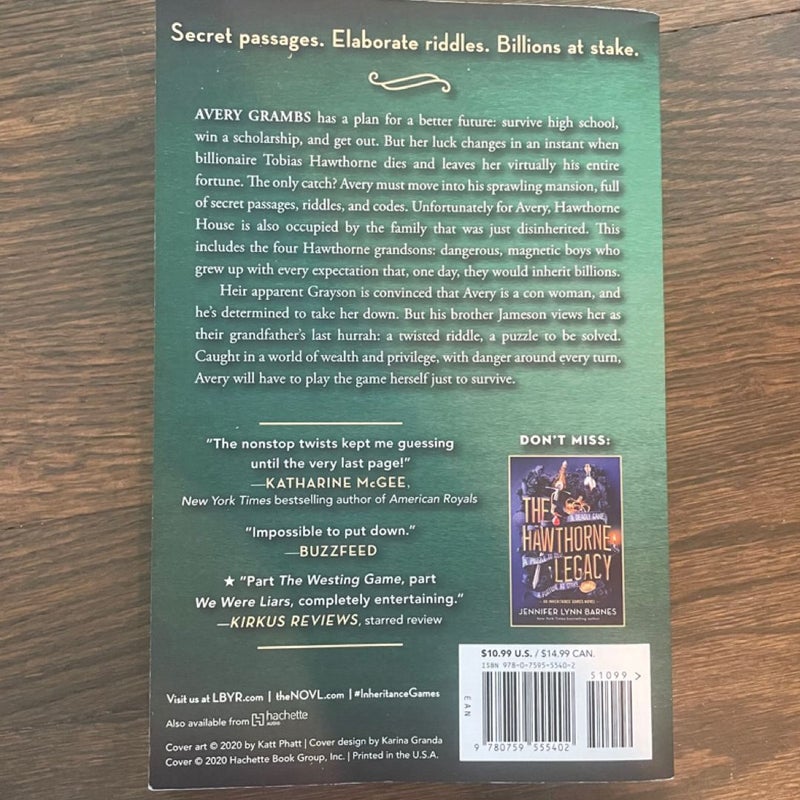 Secret passages. Elaborate riddles. Billions at stake.
AVERY GRAMBS has a plan for a better future: survive high school,
win a scholarship, and get out. But her luck changes in an instant when
billionaire Tobias Hawthorne dies and leaves her virtually his entire
fortune. The only catch? Avery must move into his sprawling mansion, full
of secret passages, riddles, and codes. Unfortunately for Avery, Hawthorne
House is also occupied by the family that was just disinherited. This
includes the four Hawthorne grandsons: dangerous, magnetic boys who
grew up with every expectation that, one day, they would inherit billions.
Heir apparent Grayson is convinced that Avery is a con woman, and
he's determined to take her down. But his brother Jameson views her as
their grandfather's last hurrah: a twisted riddle, a puzzle to be solved.
Caught in a world of wealth and privilege, with danger around every turn,
Avery will have to play the game herself just to survive.
"The nonstop twists kept me guessing
until the very last page!"
—KATHARINE McGEE,
New York Times bestselling author of American Royals
"Impossible to put down."
—BUZZFEED
★ "Part The Westing Game, part
We Were Liars, completely entertaining."
—KIRKUS REVIEWS, starred review
DON'T MISS:
THE
A DEADLY GAME
HAWTHORNE
LEGACY
AN INHERITANCE GAMES NOVEL
JENNIFER LYNN BARNES
New York Times bestselling author
$10.99 U.S. / $14.99 CAN.
ISBN 978-0-7595-5540-2
51099 >
EAN
9 780759 555402
Visit us at LBYR.com | theNOVL.com | #InheritanceGames
Also available from hachette AUDIO
Cover art © 2020 by Katt Phatt | Cover design by Karina Granda
Cover © 2020 Hachette Book Group, Inc. | Printed in the U.S.A.